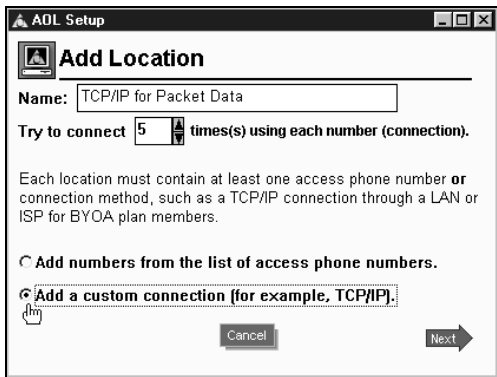 AOL Setup
Add Location
Name: TCP/IP for Packet Data
Try to connect 5 times(s) using each number (connection).
Each location must contain at least one access phone number or
connection method, such as a TCP/IP connection through a LAN or
ISP for BYOA plan members.
Add numbers from the list of access phone numbers.
Add a custom connection (for example, TCP/IP).
Cancel
Next